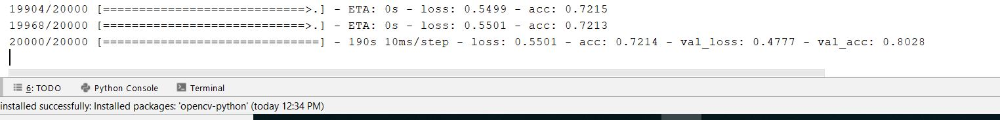 19904/20000 [============================>.] - ETA: 0s - loss: 0.5499 - acc: 0.7215
19968/20000 [============================>.] - ETA: 0s - loss: 0.5501 - acc: 0.7213
20000/20000 [==============================] - 190s 10ms/step - loss: 0.5501 - acc: 0.7214 - val_loss: 0.4777 - val_acc: 0.8028
6: TODO Python Console Terminal
installed successfully: Installed packages: 'opencv-python' (today 12:34 PM)